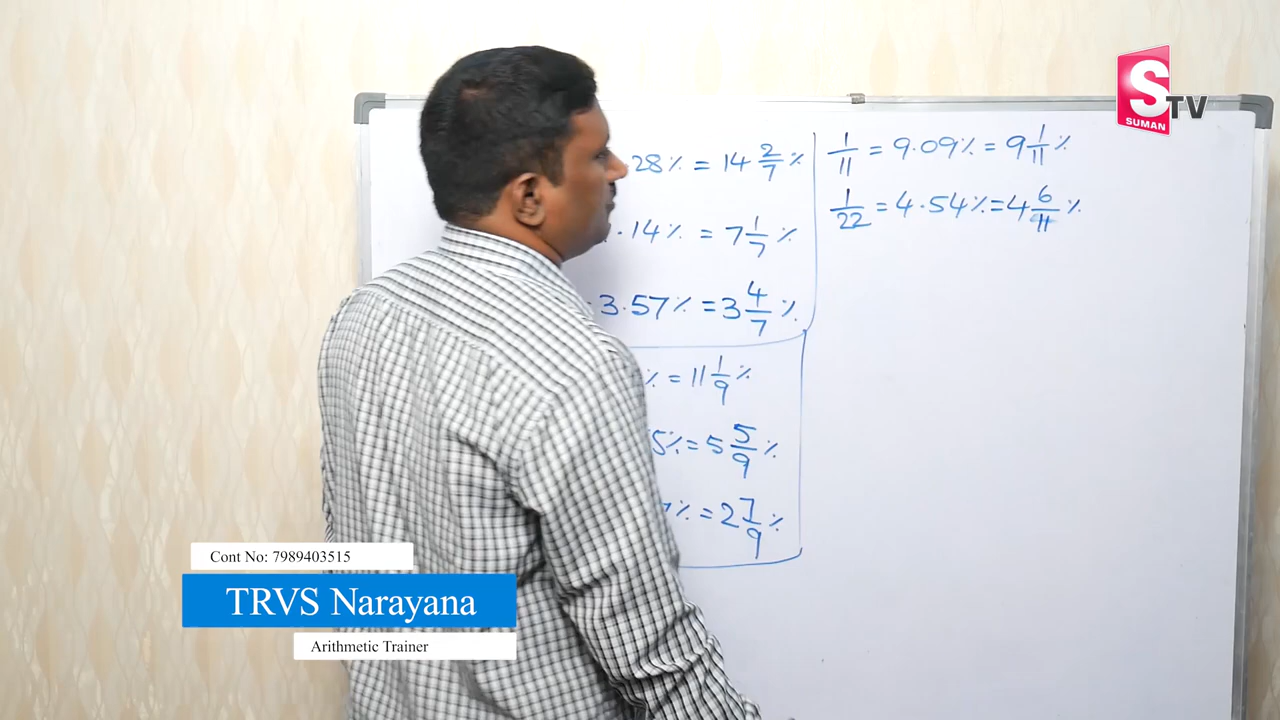 .28% = 14 2/7 %
.14% = 7 1/7 %
3.57% = 3 4/7 %
% = 11 1/9 %
5% = 5 5/9 %
% = 2 7/9 %
1/11 = 9.09% = 9 1/11 %
1/22 = 4.54% = 4 6/11 %
S TV
SUMAN
Cont No: 7989403515
TRVS Narayana
Arithmetic Trainer